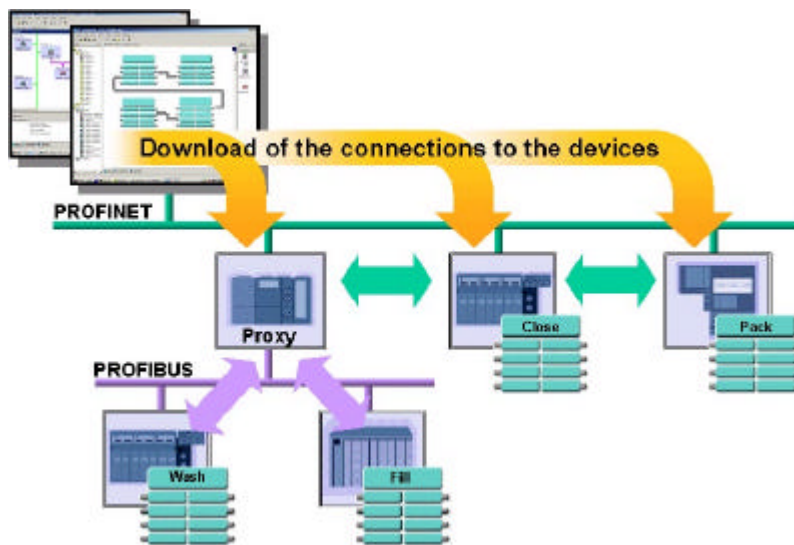 Download of the connections to the devices
PROFINET
Proxy
Close
Pack
PROFIBUS
Wash
Fill